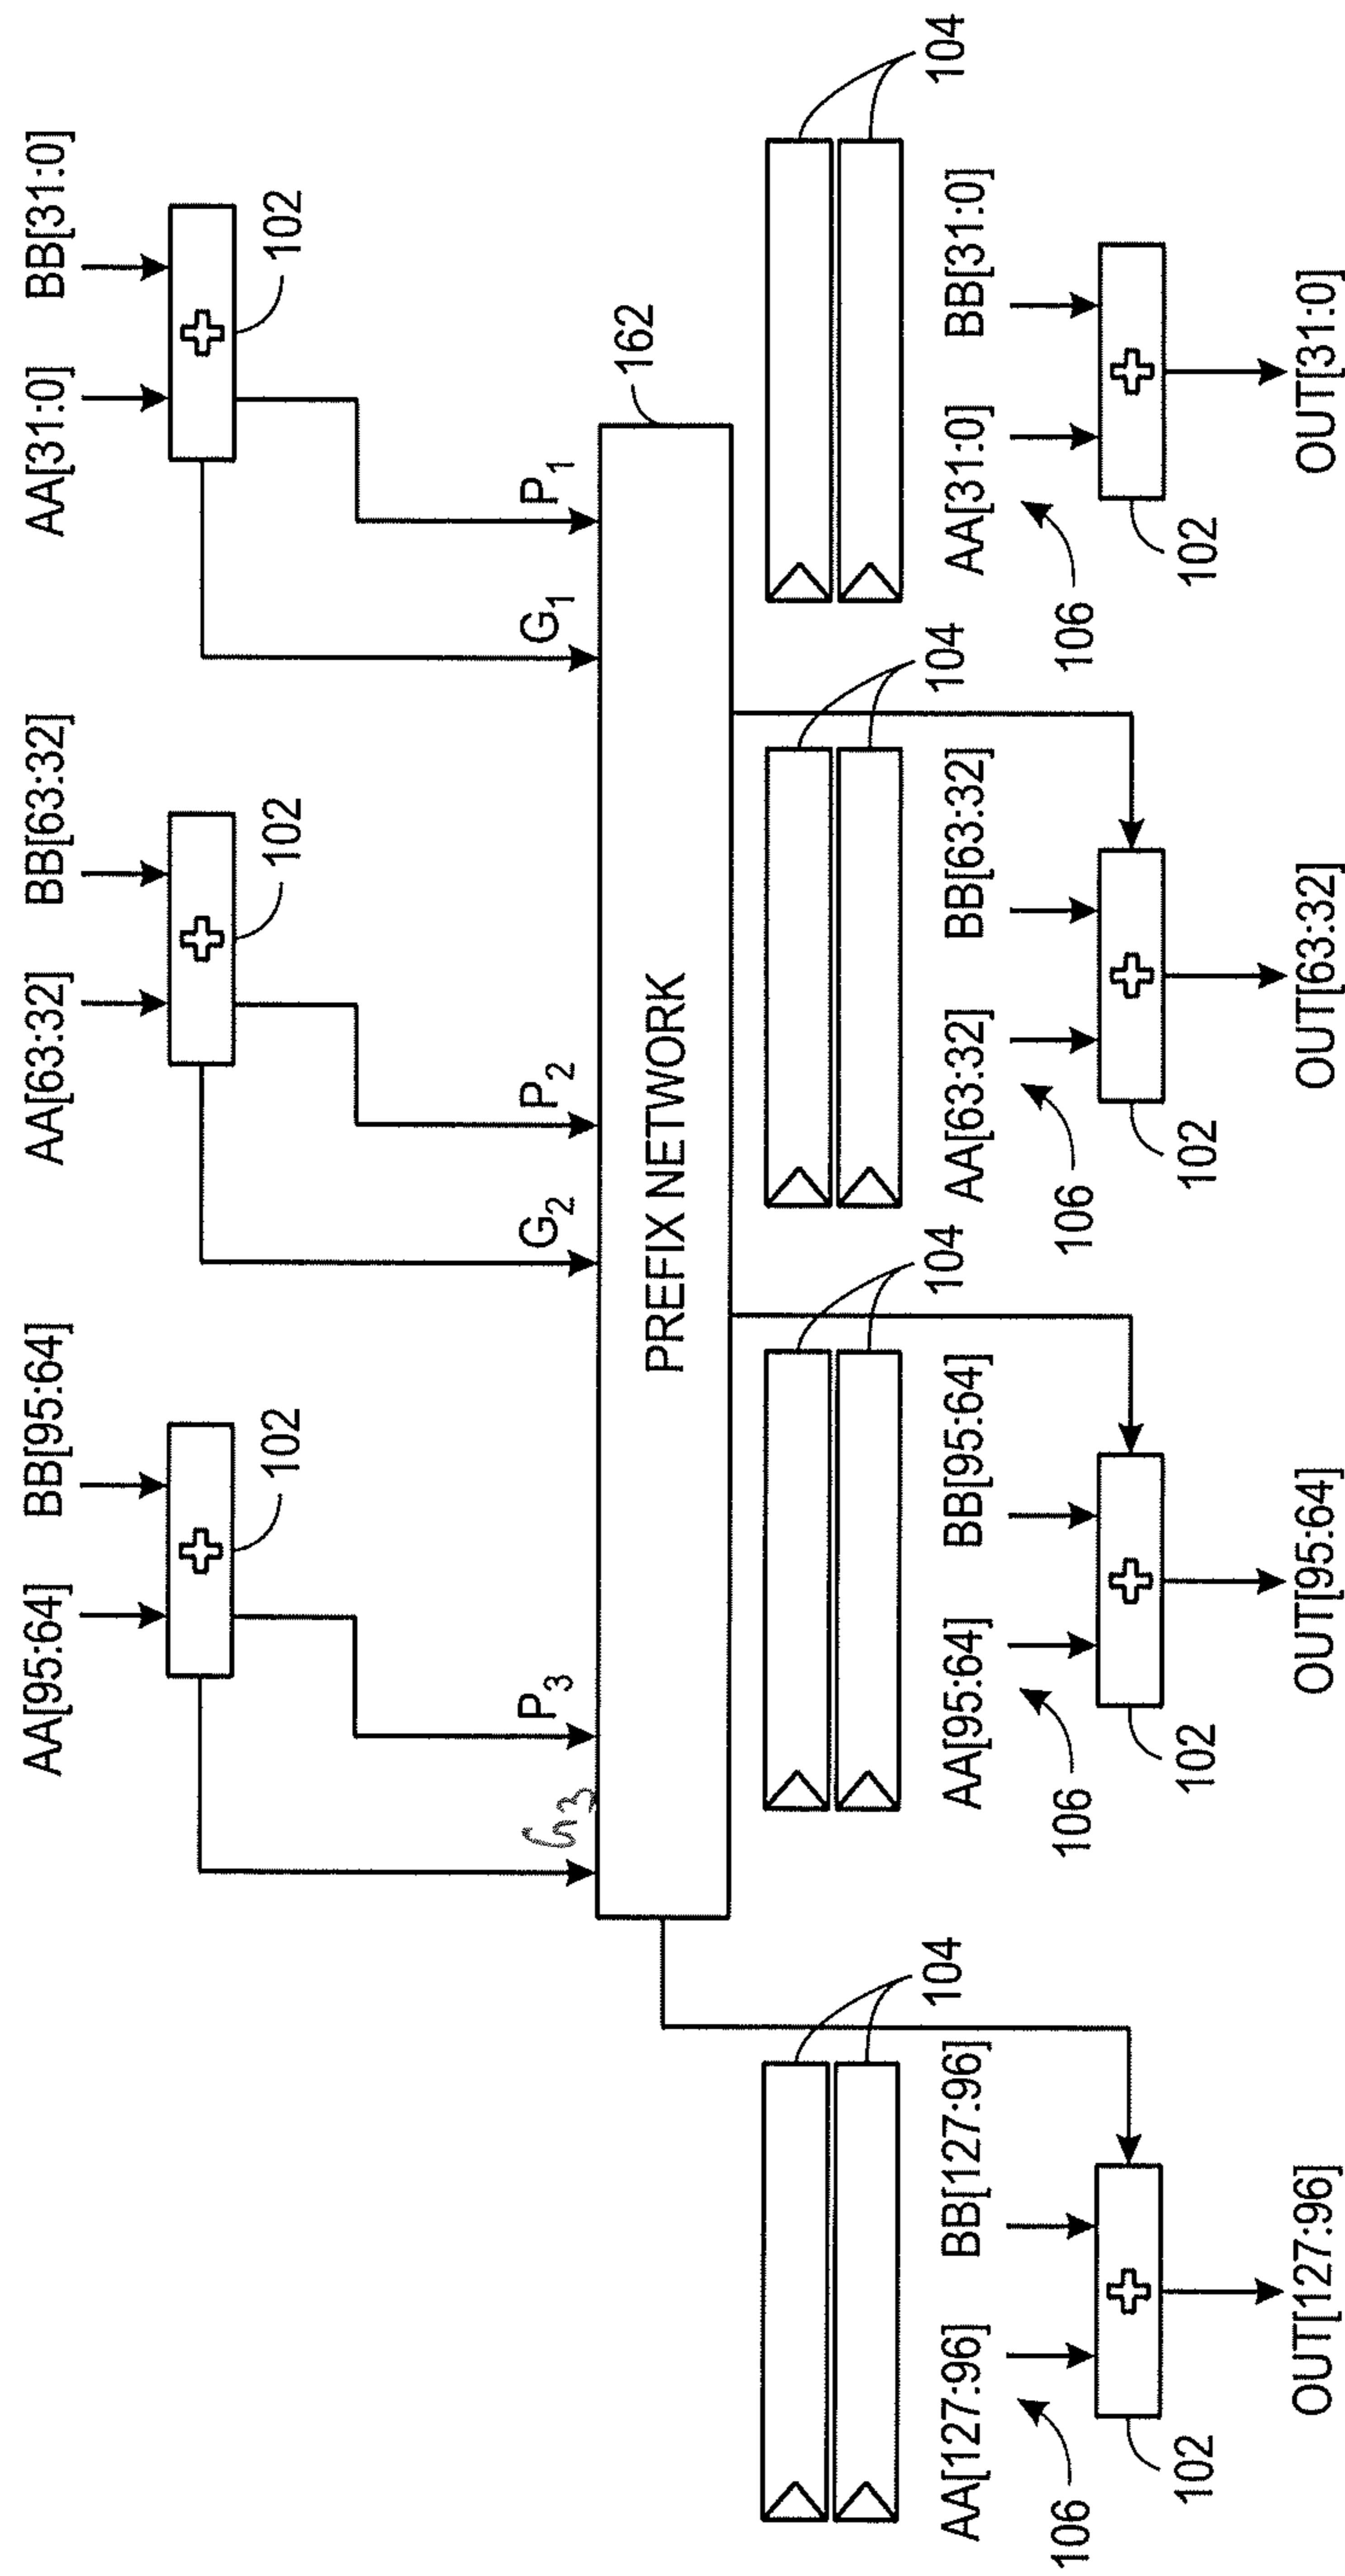 AA[95:64] BB[95:64] AA[63:32] BB[63:32] AA[31:0] BB[31:0]
102 102 102
G3 P3 G2 P2 G1 P1
162
PREFIX NETWORK
104 104 104 104
AA[127:96] BB[127:96] AA[95:64] BB[95:64] AA[63:32] BB[63:32] AA[31:0] BB[31:0]
106 106 106 106
102 102 102 102
OUT[127:96] OUT[95:64] OUT[63:32] OUT[31:0]